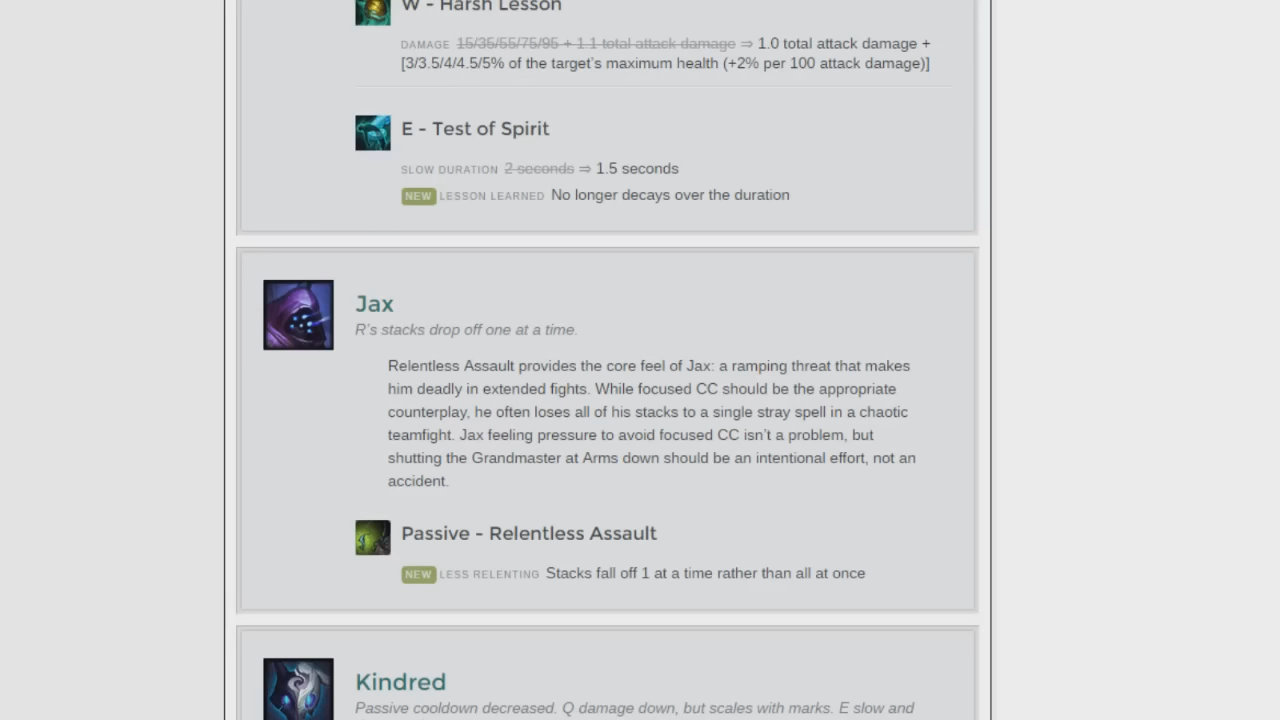 W - Harsh Lesson
DAMAGE 15/35/55/75/95 + 1.1 total attack damage ⇒ 1.0 total attack damage +
[3/3.5/4/4.5/5% of the target's maximum health (+2% per 100 attack damage)]
E - Test of Spirit
SLOW DURATION 2 seconds ⇒ 1.5 seconds
NEW LESSON LEARNED No longer decays over the duration
Jax
R's stacks drop off one at a time.
Relentless Assault provides the core feel of Jax: a ramping threat that makes
him deadly in extended fights. While focused CC should be the appropriate
counterplay, he often loses all of his stacks to a single stray spell in a chaotic
teamfight. Jax feeling pressure to avoid focused CC isn't a problem, but
shutting the Grandmaster at Arms down should be an intentional effort, not an
accident.
Passive - Relentless Assault
NEW LESS RELENTING Stacks fall off 1 at a time rather than all at once
Kindred
Passive cooldown decreased. Q damage down, but scales with marks. E slow and